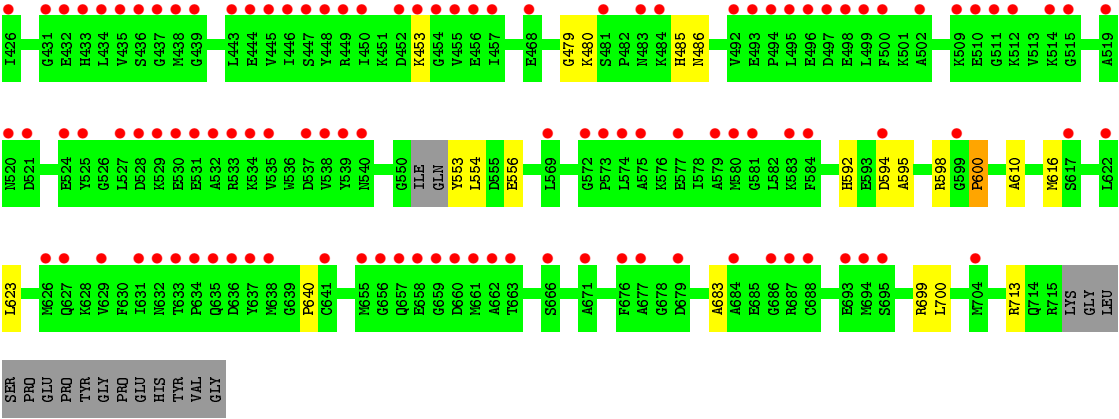 I426 G431 E432 H433 L434 V435 S436 G437 M438 G439 L443 E444 V445 I446 S447 Y448 R449 I450 K451 D452 K453 G454 V455 E456 I457 E468 G479 K480 S481 P482 N483 K484 H485 N486 V492 E493 P494 L495 E496 D497 E498 L499 F500 K501 A502 K509 E510 G511 K512 V513 K514 G515 A519
N520 D521 E524 Y525 L527 D528 K529 E530 E531 A532 R533 K534 V535 W536 D537 V538 Y539 N540 G550 ILE GLN Y553 L554 D555 E556 L569 G572 P573 L574 A575 K576 E577 I578 A579 M580 G581 L582 K583 F584 H592 E593 D594 A595 R598 G599 P600 A610 M616 S617 L622
L623 M626 Q627 K628 V629 F630 I631 N632 T633 P634 Q635 D636 Y637 M638 G639 P640 C641 M655 G656 Q657 E658 G659 D660 M661 A662 T663 S666 A671 F676 A677 G678 D679 A683 A684 E685 G686 R687 C688 E693 M694 S695 R699 L700 M704 R713 Q714 R715 LYS GLY LEU
SER PRO GLU PRO TYR GLY PRO GLU HIS TYR VAL GLY